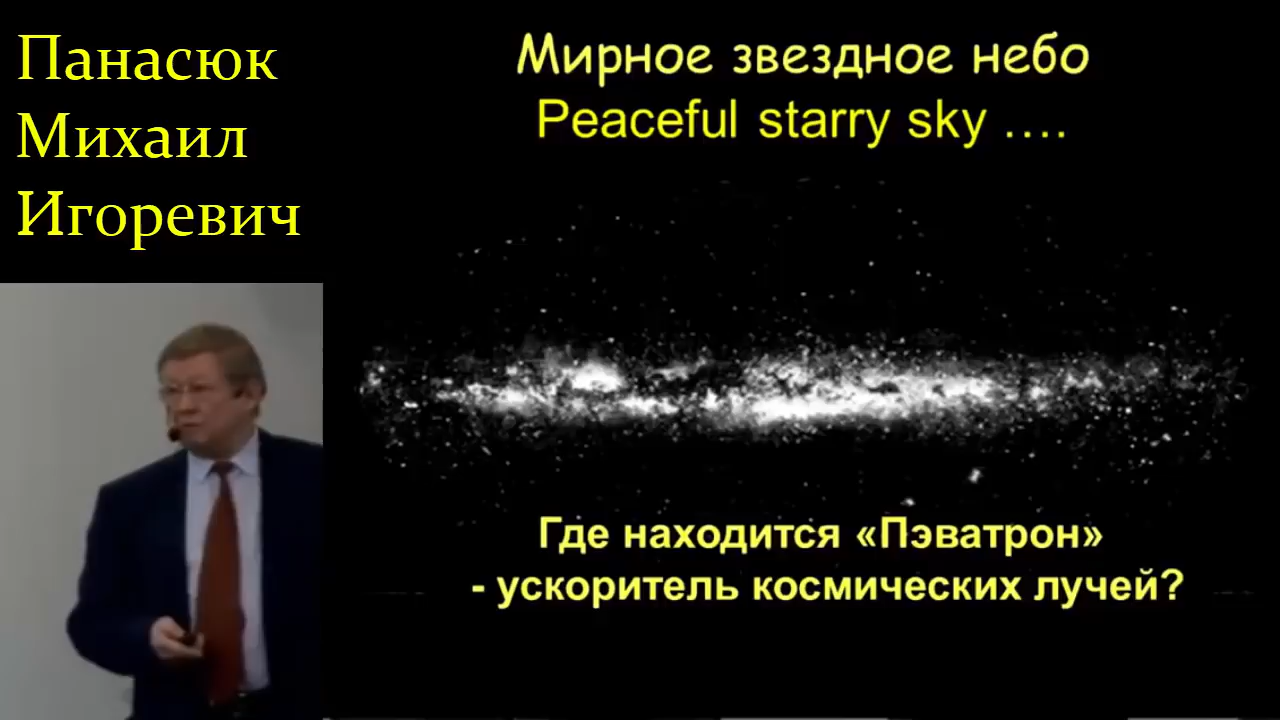 Панасюк
Михаил
Игоревич
Мирное звездное небо
Peaceful starry sky ....
Где находится «Пэватрон»
- ускоритель космических лучей?